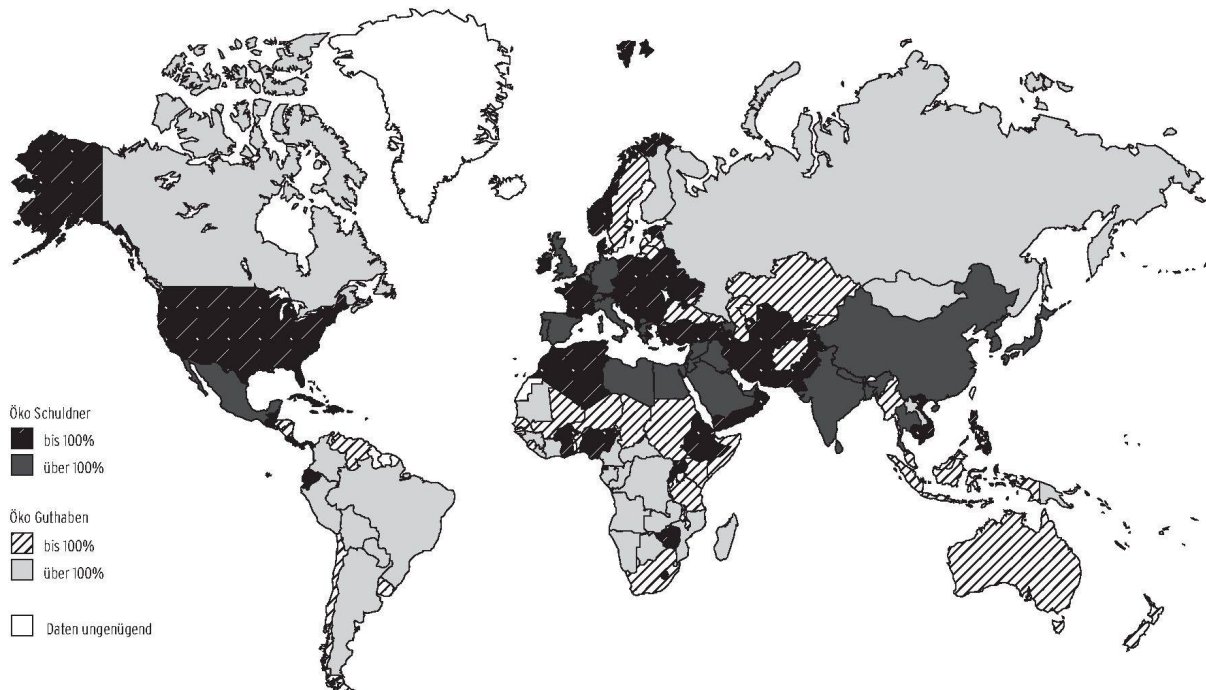 Öko Schuldner
bis 100%
über 100%
Öko Guthaben
bis 100%
über 100%
Daten ungenügend